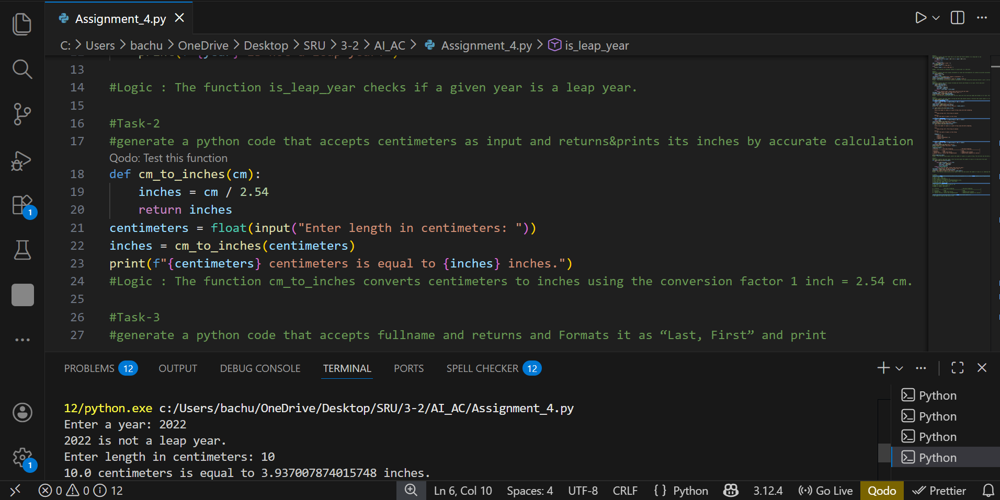 Assignment_4.py
C: > Users > bachu > OneDrive > Desktop > SRU > 3-2 > AI_AC > Assignment_4.py > is_leap_year
13
14 #Logic : The function is_leap_year checks if a given year is a leap year.
15
16 #Task-2
17 #generate a python code that accepts centimeters as input and returns&prints its inches by accurate calculation
Qodo: Test this function
18 def cm_to_inches(cm):
19 inches = cm / 2.54
20 return inches
21 centimeters = float(input("Enter length in centimeters: "))
22 inches = cm_to_inches(centimeters)
23 print(f"{centimeters} centimeters is equal to {inches} inches.")
24 #Logic : The function cm_to_inches converts centimeters to inches using the conversion factor 1 inch = 2.54 cm.
25
26 #Task-3
27 #generate a python code that accepts fullname and returns and Formats it as “Last, First” and print
1
PROBLEMS 12 OUTPUT DEBUG CONSOLE TERMINAL PORTS SPELL CHECKER 12
12/python.exe c:/Users/bachu/OneDrive/Desktop/SRU/3-2/AI_AC/Assignment_4.py
Enter a year: 2022
2022 is not a leap year.
Enter length in centimeters: 10
10.0 centimeters is equal to 3.937007874015748 inches.
Python
Python
Python
Python
1
0 0 12 Ln 6, Col 10 Spaces: 4 UTF-8 CRLF { } Python 3.12.4 Go Live Qodo Prettier